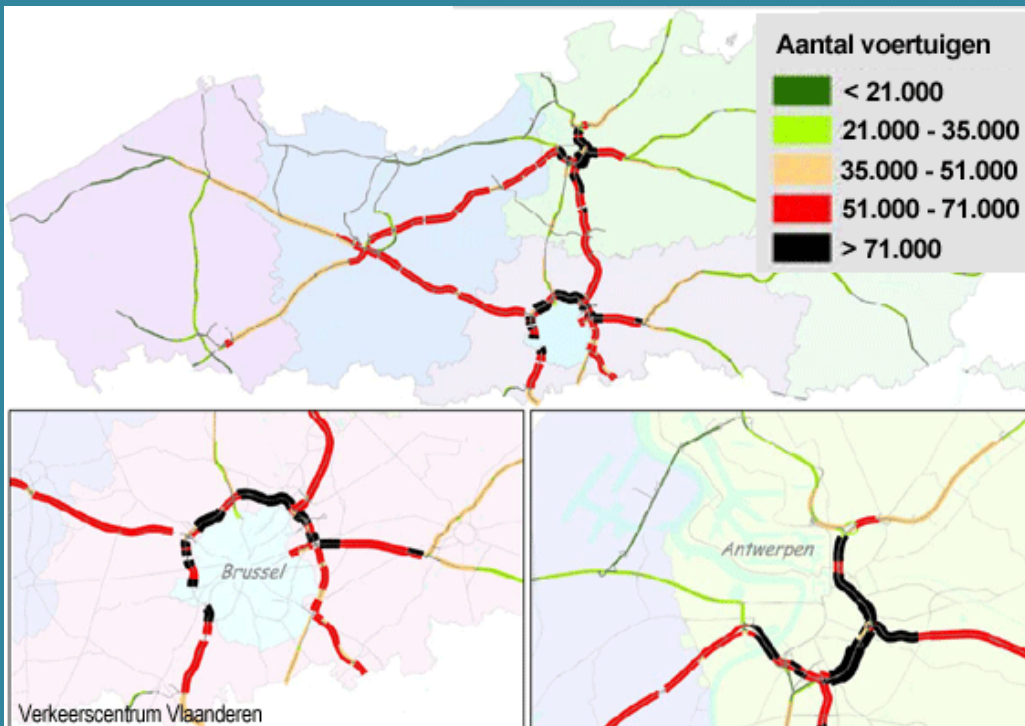 Aantal voertuigen
< 21.000
21.000 - 35.000
35.000 - 51.000
51.000 - 71.000
> 71.000
Brussel
Antwerpen
Verkeerscentrum Vlaanderen